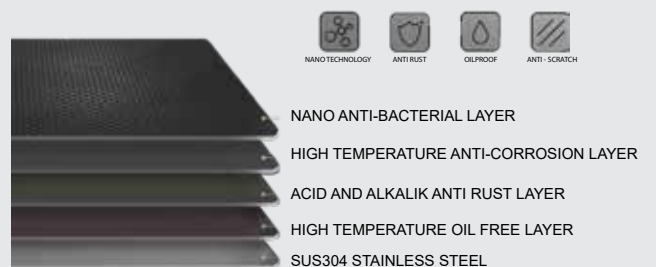 NANO TECHNOLOGY
ANTI RUST
OILPROOF
ANTI - SCRATCH
NANO ANTI-BACTERIAL LAYER
HIGH TEMPERATURE ANTI-CORROSION LAYER
ACID AND ALKALIK ANTI RUST LAYER
HIGH TEMPERATURE OIL FREE LAYER
SUS304 STAINLESS STEEL